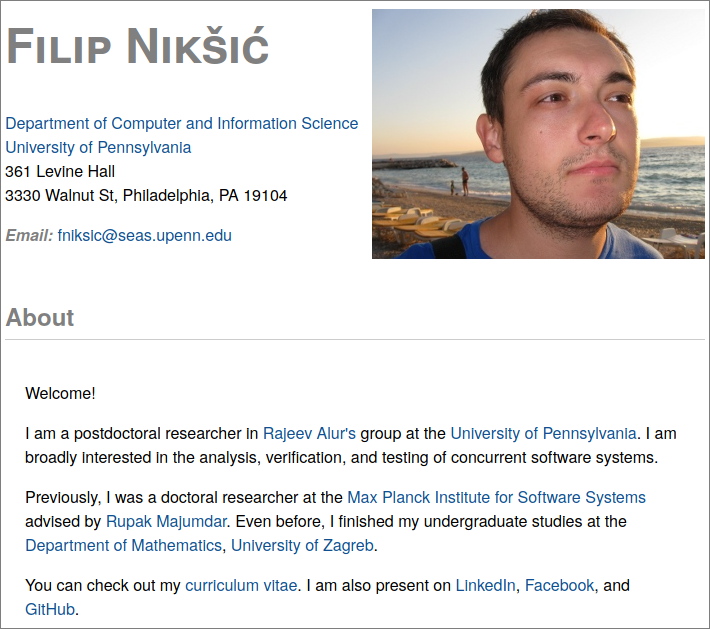 Filip Nikšić
Department of Computer and Information Science
University of Pennsylvania
361 Levine Hall
3330 Walnut St, Philadelphia, PA 19104
Email: fniksic@seas.upenn.edu
About
Welcome!
I am a postdoctoral researcher in Rajeev Alur's group at the University of Pennsylvania. I am
broadly interested in the analysis, verification, and testing of concurrent software systems.
Previously, I was a doctoral researcher at the Max Planck Institute for Software Systems
advised by Rupak Majumdar. Even before, I finished my undergraduate studies at the
Department of Mathematics, University of Zagreb.
You can check out my curriculum vitae. I am also present on LinkedIn, Facebook, and
GitHub.